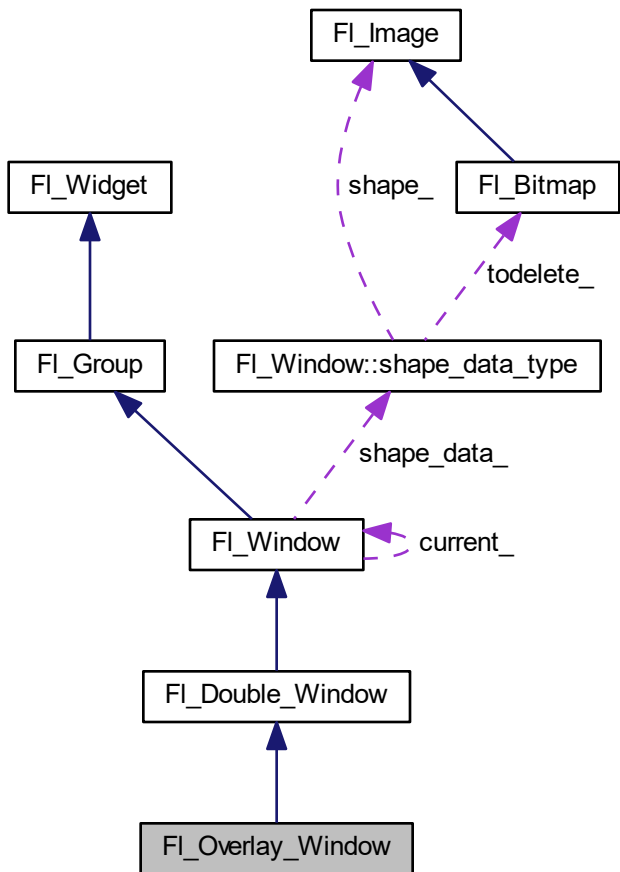 Fl_Image
Fl_Widget
Fl_Bitmap
shape_
todelete_
Fl_Group
Fl_Window::shape_data_type
shape_data_
Fl_Window
current_
Fl_Double_Window
Fl_Overlay_Window